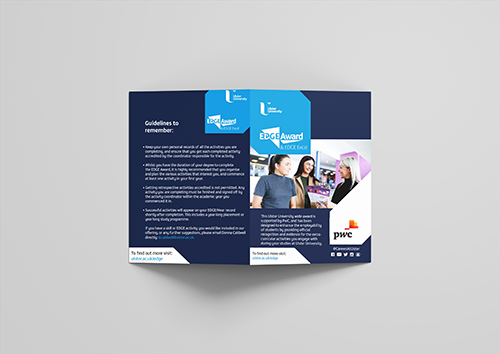 Guidelines to
remember:
• Keep your own personal records of all the activities you are
completing, and ensure that you get each completed activity
accredited by the coordinator responsible for the activity.
• Whilst you have the duration of your degree to complete
the EDGE Award, it is highly recommended that you organise
and plan the various activities that interest you, and commence
at least one activity in your first year.
• Getting retrospective activities accredited is not permitted. Any
activity you are completing must be finished and signed off by
the activity coordinator within the academic year you
commenced it in.
• Successful activities will appear on your EDGE/Hear record
shortly after completion. This includes a year long placement or
year long study programme.
If you have a skill or EDGE activity, you would like included in our
offering, or any further suggestions, please email Donna Caldwell
directly
To find out more visit:
ulster.ac.uk/edge
Ulster
University
EDGE Award
& EDGE Excel
Ulster
University
EDGE Award
& EDGE Excel
This Ulster University wide award is
supported by PwC, and has been
designed to enhance the employability
of students by providing official
recognition and evidence for the extra-
curricular activities you engage with
during your studies at Ulster University.
To find out more visit:
ulster.ac.uk/edge
pwc
@CareersatUlster